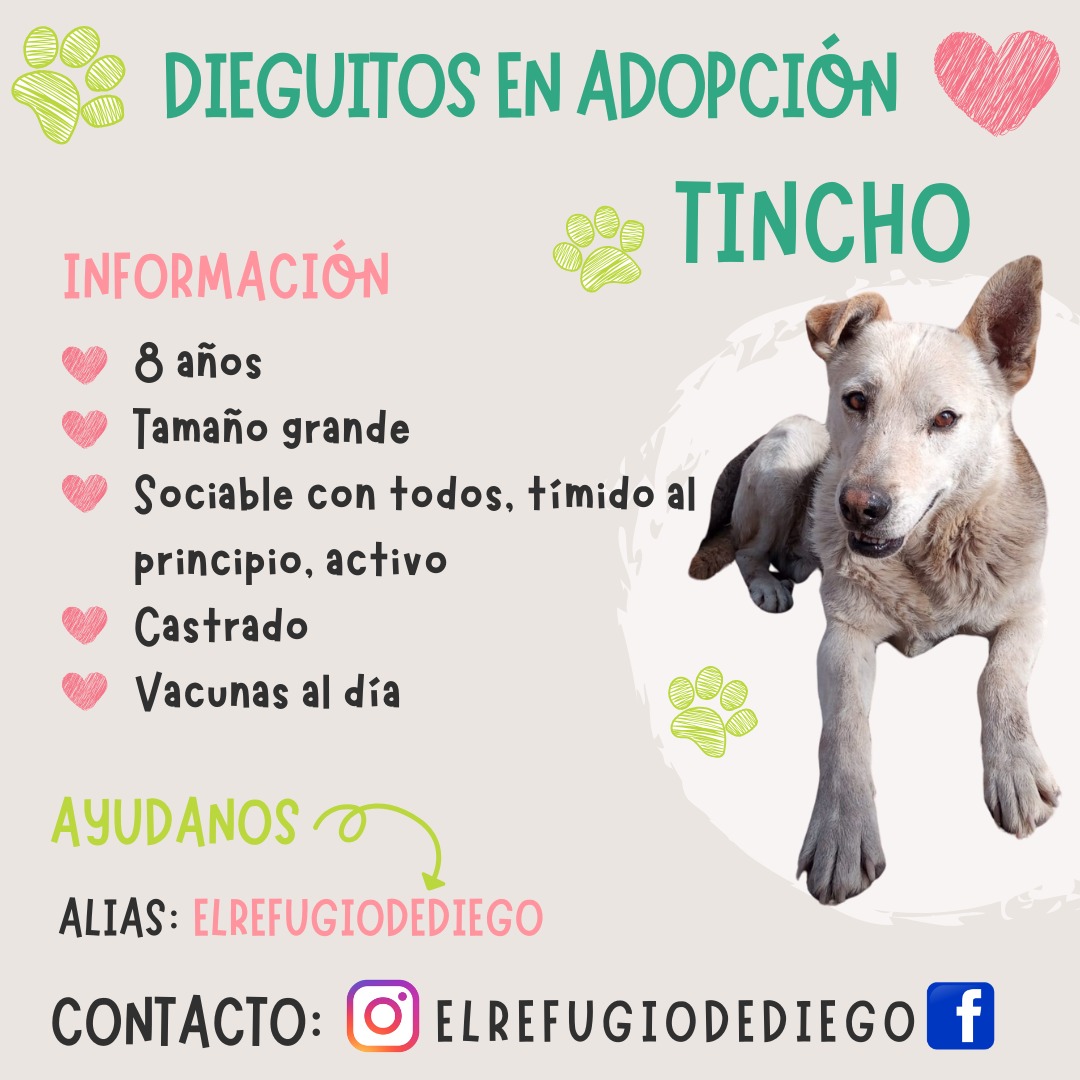 DIEGUITOS EN ADOPCIÓN
TINCHO
INFORMACIÓN
8 años
Tamaño grande
Sociable con todos, tímido al
principio, activo
Castrado
Vacunas al día
AYUDANOS
ALIAS: ELREFUGIODEDIEGO
CONTACTO: ELREFUGIODEDIEGO f